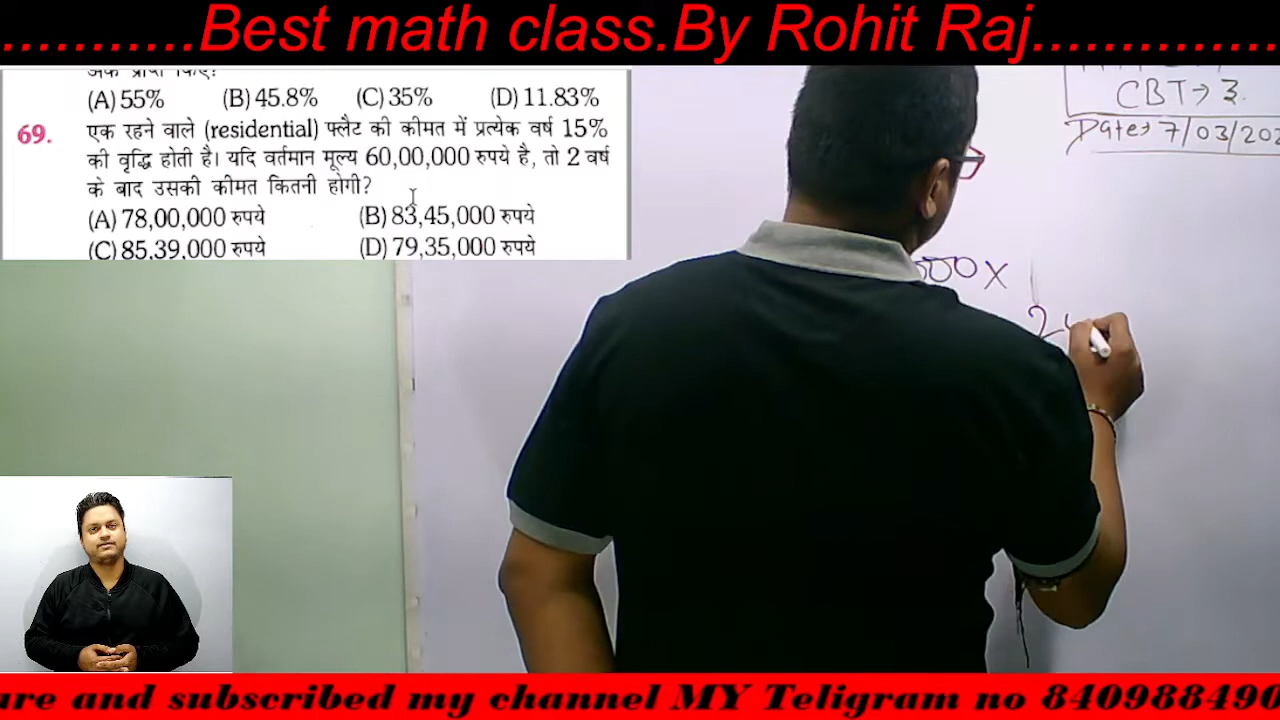 ...........Best math class.By Rohit Raj..............
(A) 55% (B) 45.8% (C) 35% (D) 11.83%
69. एक रहने वाले (residential) फ्लैट की कीमत में प्रत्येक वर्ष 15%
की वृद्धि होती है। यदि वर्तमान मूल्य 60,00,000 रुपये है, तो 2 वर्ष
के बाद उसकी कीमत कितनी होगी?
(A) 78,00,000 रुपये (B) 83,45,000 रुपये
(C) 85,39,000 रुपये (D) 79,35,000 रुपये
CBT→ 3.
Date→ 7/03/202
000 ×
2
ure and subscribed my channel MY Teligram no 840988490